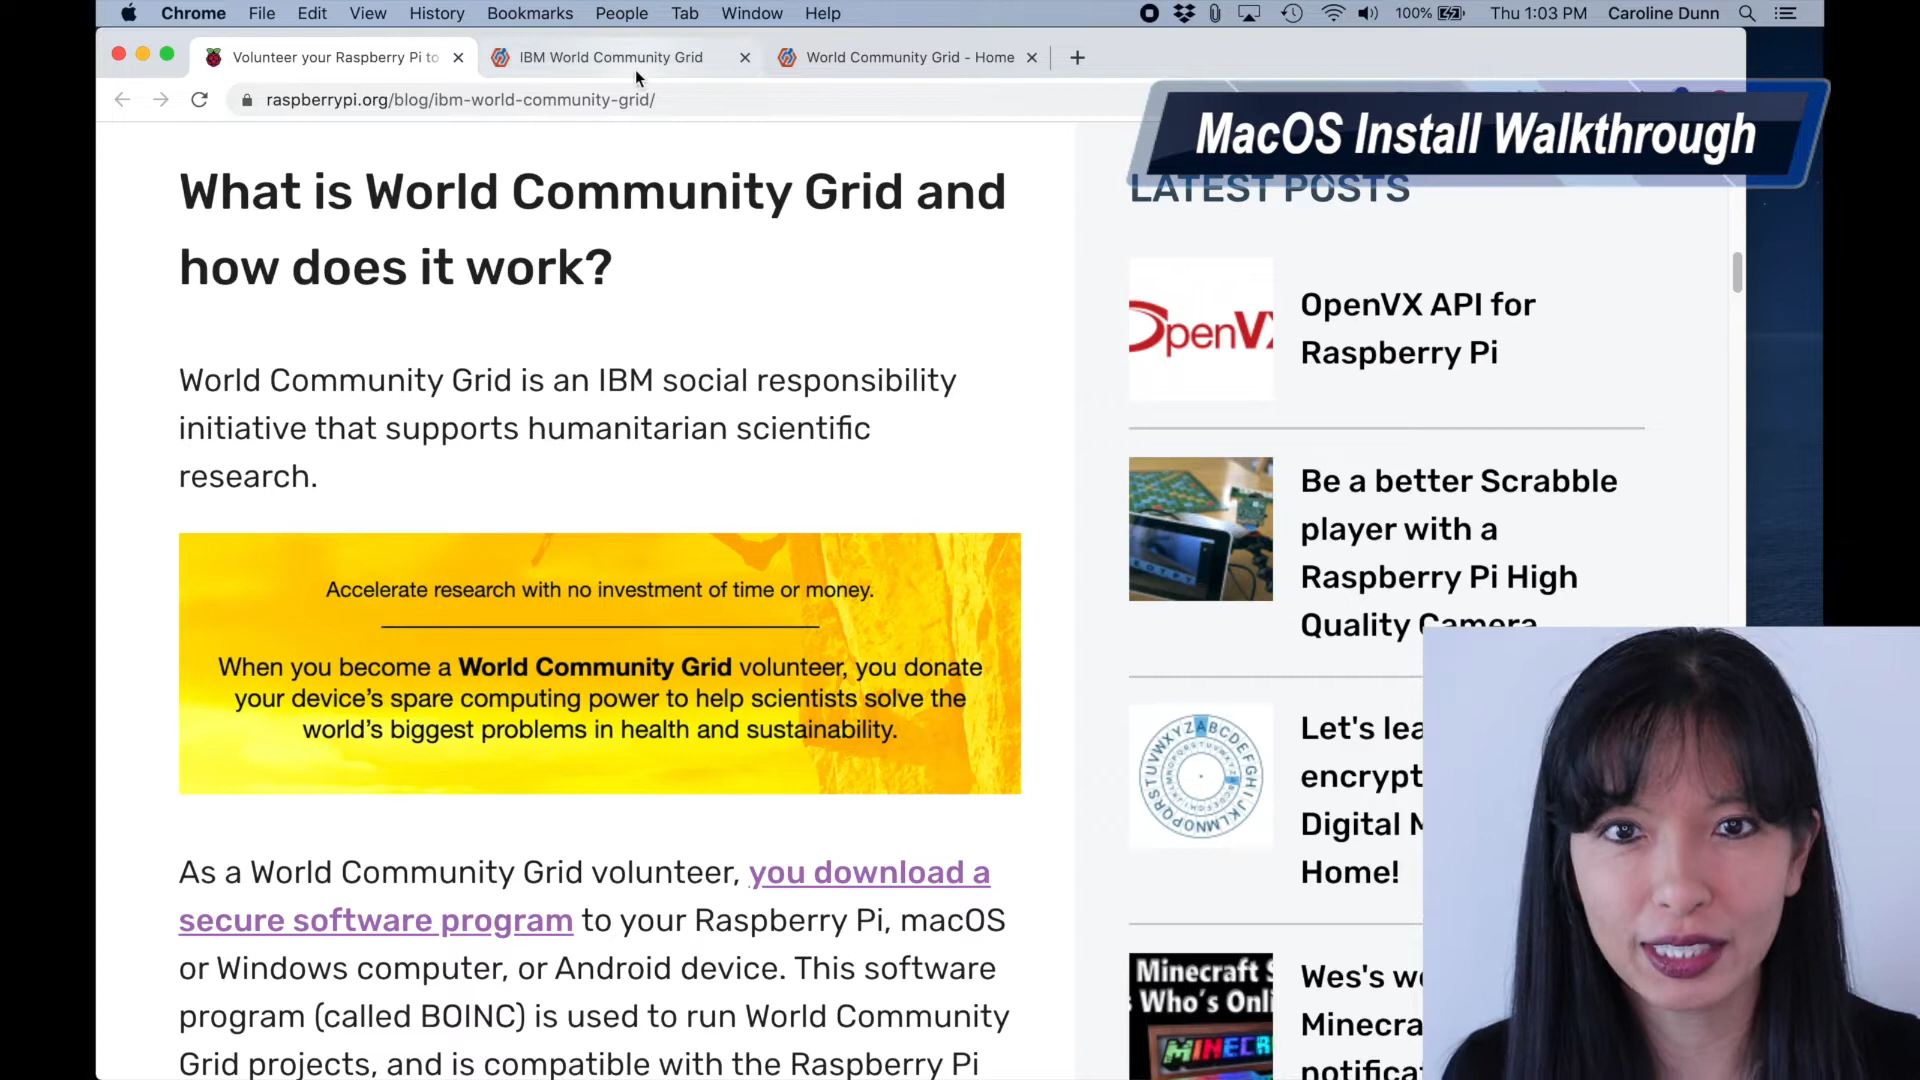 Chrome File Edit View History Bookmarks People Tab Window Help 100% Thu 1:03 PM Caroline Dunn
Volunteer your Raspberry Pi to
IBM World Community Grid
World Community Grid - Home
raspberrypi.org/blog/ibm-world-community-grid/
MacOS Install Walkthrough
What is World Community Grid and
how does it work?
World Community Grid is an IBM social responsibility
initiative that supports humanitarian scientific
research.
Accelerate research with no investment of time or money.
When you become a World Community Grid volunteer, you donate
your device's spare computing power to help scientists solve the
world's biggest problems in health and sustainability.
As a World Community Grid volunteer, you download a
secure software program to your Raspberry Pi, macOS
or Windows computer, or Android device. This software
program (called BOINC) is used to run World Community
Grid projects, and is compatible with the Raspberry Pi
LATEST POSTS
OpenVX
OpenVX API for
Raspberry Pi
Be a better Scrabble
player with a
Raspberry Pi High
Quality Camera
Let's lea
encrypt
Digital M
Home!
Minecraft S
Who's Onli
MINECR
Wes's w
Minecra
notificat